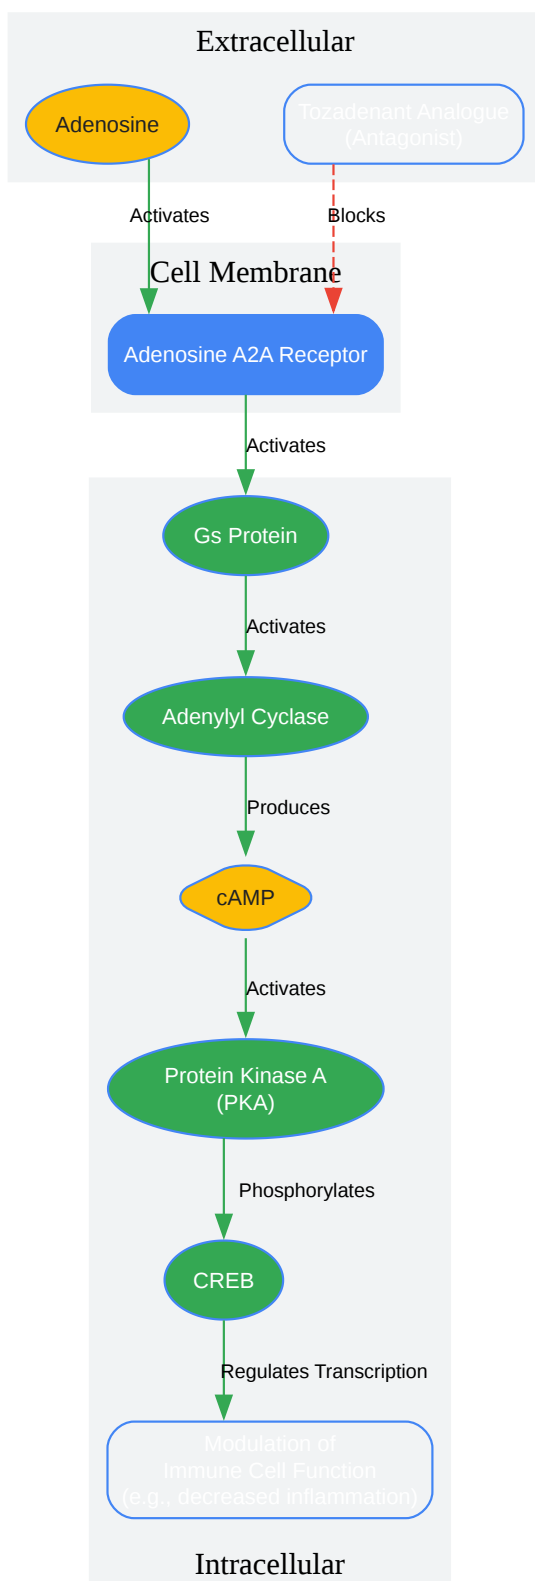 Extracellular
Adenosine
Tozadenant Analogue
(Antagonist)
Activates
Blocks
Cell Membrane
Adenosine A2A Receptor
Activates
Gs Protein
Activates
Adenylyl Cyclase
Produces
cAMP
Activates
Protein Kinase A
(PKA)
Phosphorylates
CREB
Regulates Transcription
Modulation of
Immune Cell Function
(e.g., decreased inflammation)
Intracellular